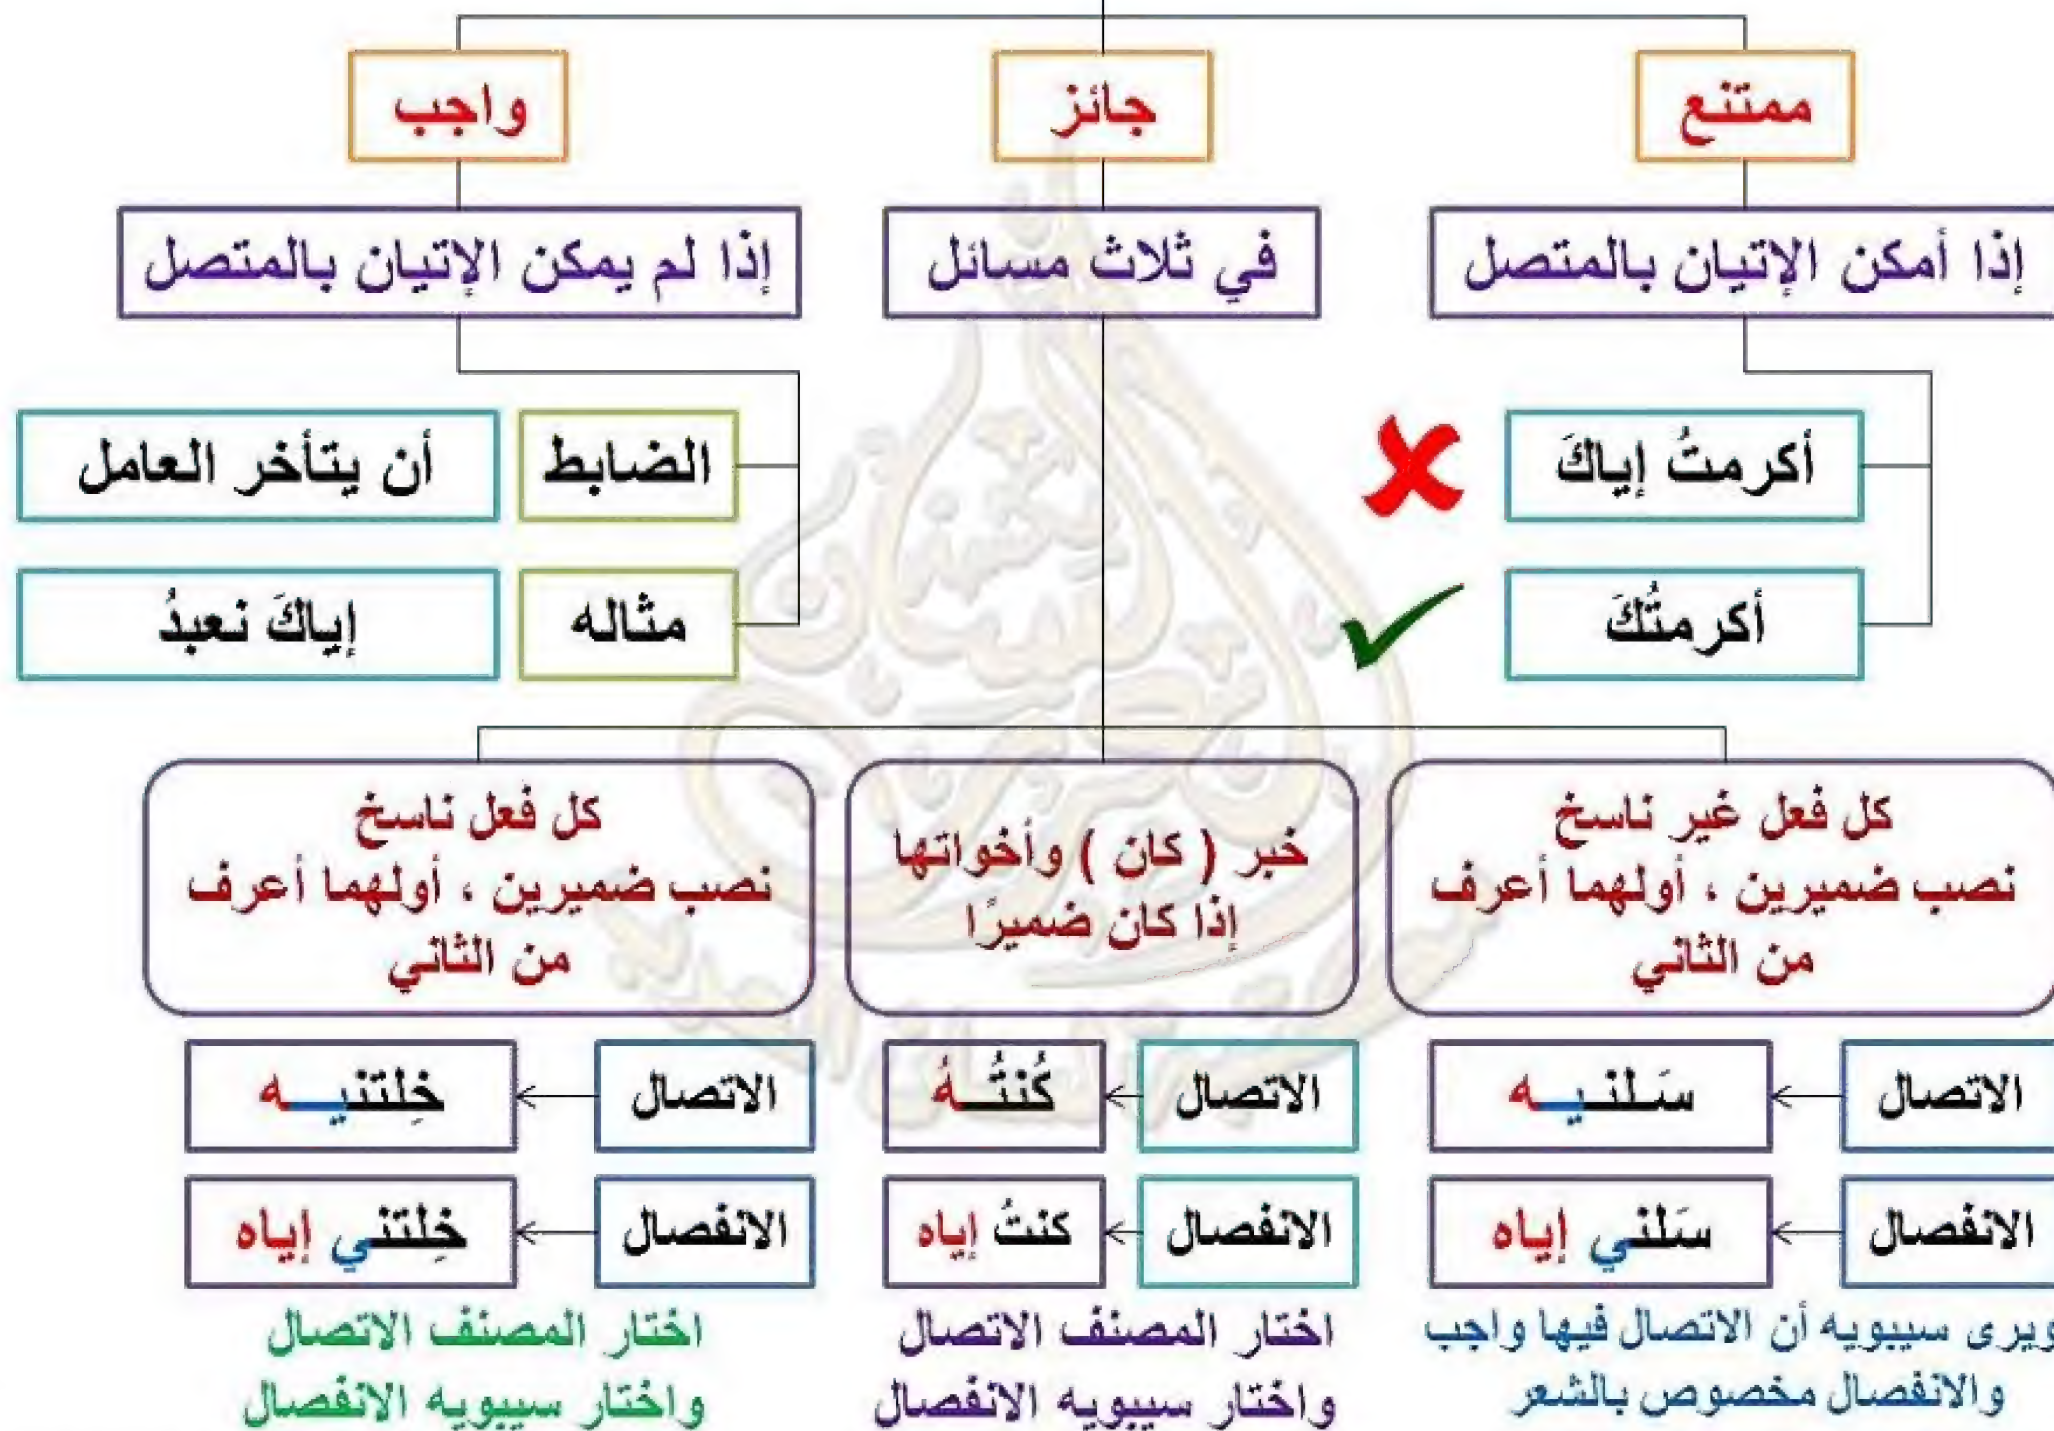 ممتنع
جائز
واجب
إذا أمكن الإتيان بالمتصل
في ثلاث مسائل
إذا لم يمكن الإتيان بالمتصل
أكرمتُ إياكَ
أكرمتُكَ
الضابط
أن يتأخر العامل
مثاله
إياكَ نعبدُ
كل فعل غير ناسخ
نصب ضميرين ، أولهما أعرف
من الثاني
خبر ( كان ) وأخواتها
إذا كان ضميرًا
كل فعل ناسخ
نصب ضميرين ، أولهما أعرف
من الثاني
الاتصال
سَلنيه
الانفصال
سَلني إياه
ويرى سيبويه أن الاتصال فيها واجب
والانفصال مخصوص بالشعر
الاتصال
كُنتُهُ
الانفصال
كنتُ إياه
اختار المصنف الاتصال
واختار سيبويه الانفصال
الاتصال
خِلتنيه
الانفصال
خِلتني إياه
اختار المصنف الاتصال
واختار سيبويه الانفصال